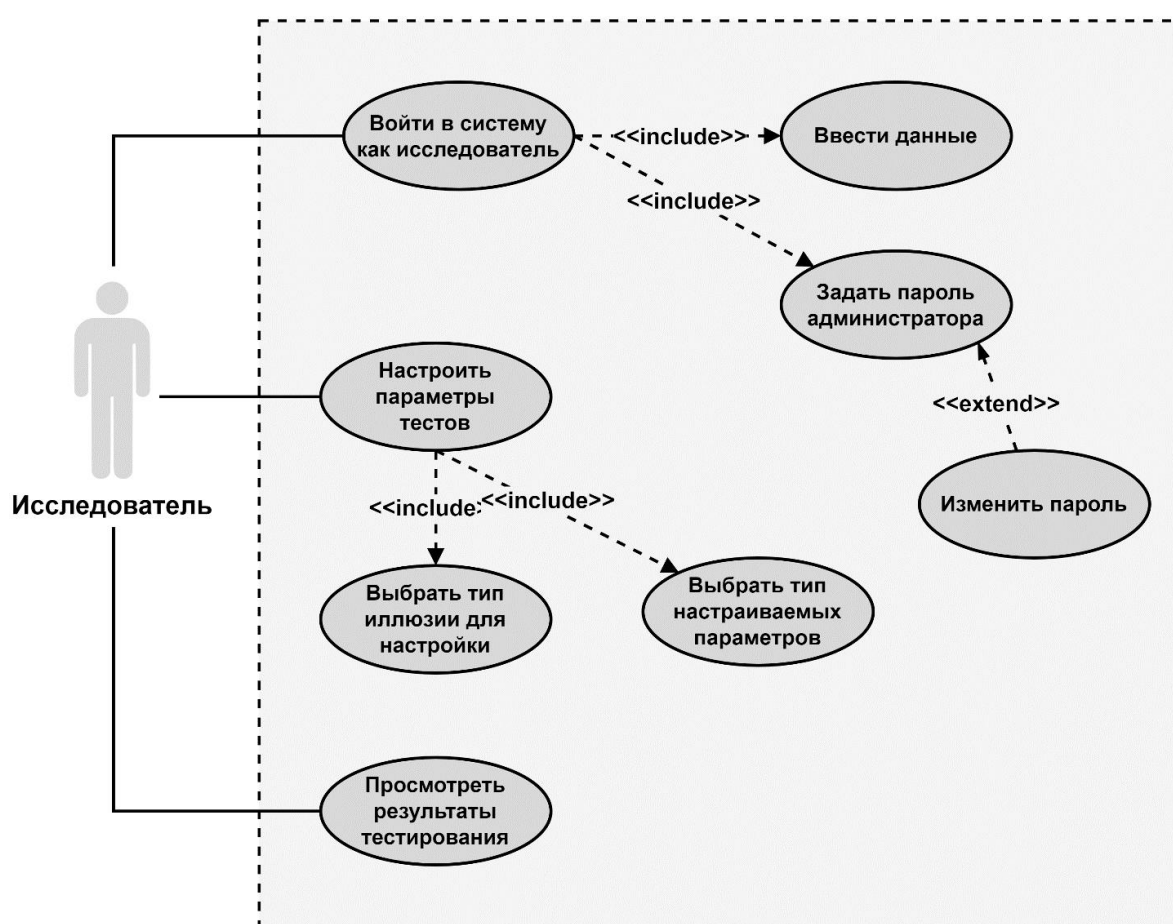 Войти в систему
как исследователь
<<include>>
Ввести данные
<<include>>
Задать пароль
администратора
Настроить
параметры
тестов
<<extend>>
Исследователь
<<include>>
<<include>>
Изменить пароль
Выбрать тип
иллюзии для
настройки
Выбрать тип
настраиваемых
параметров
Просмотреть
результаты
тестирования